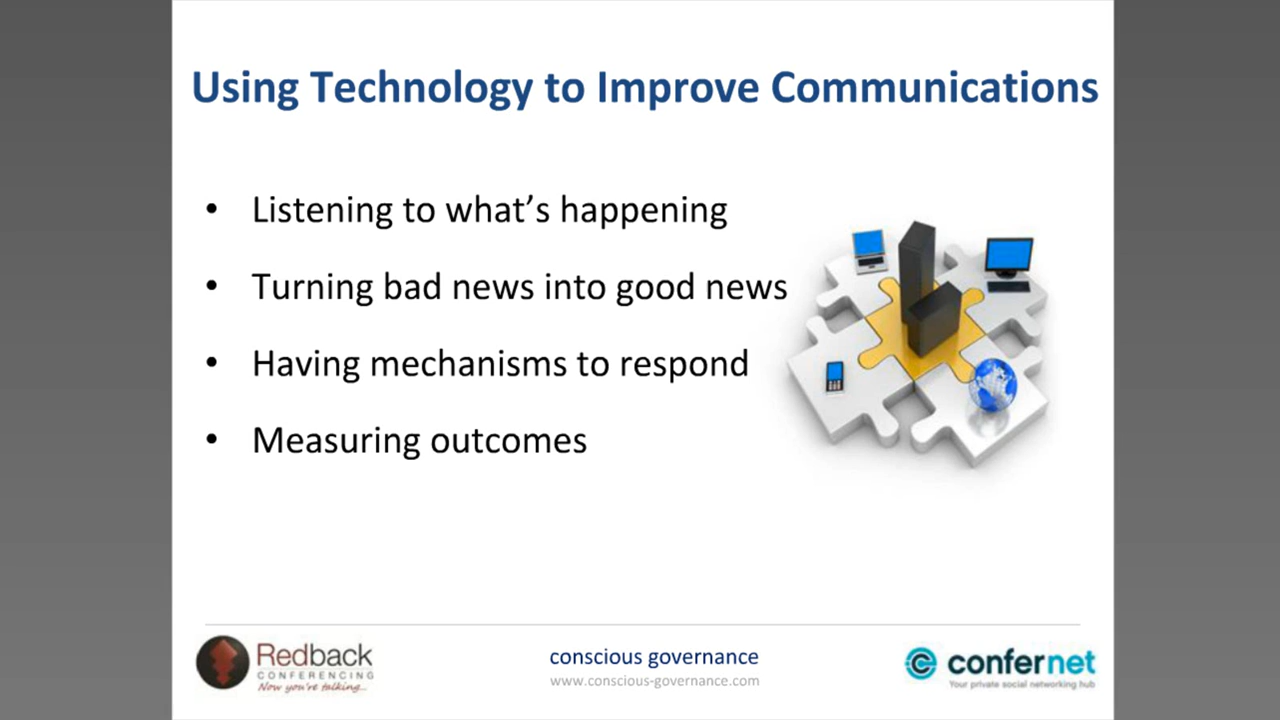 Using Technology to Improve Communications
• Listening to what’s happening
• Turning bad news into good news
• Having mechanisms to respond
• Measuring outcomes
Redback
CONFERENCING
Now you're talking...
conscious governance
www.conscious-governance.com
confernet
Your private social networking hub